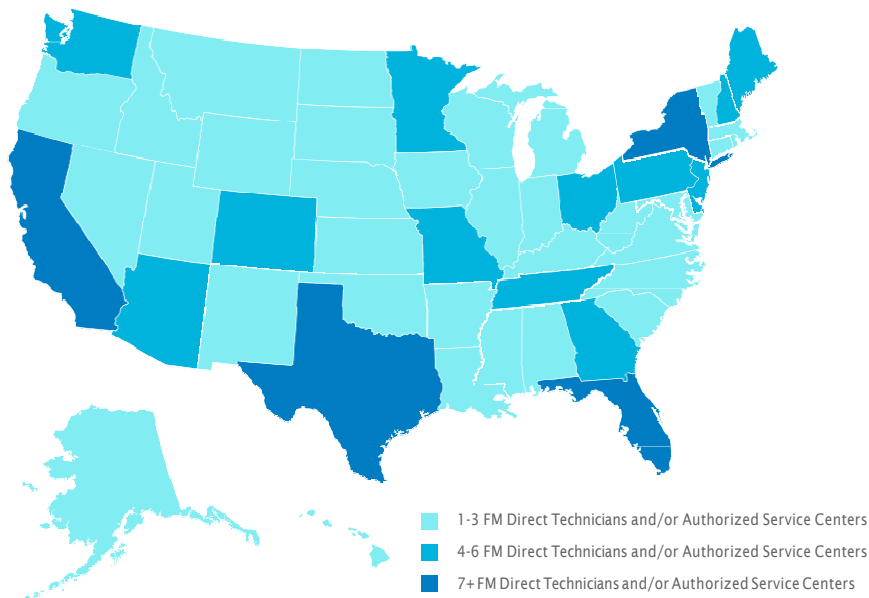 1-3 FM Direct Technicians and/or Authorized Service Centers
4-6 FM Direct Technicians and/or Authorized Service Centers
7+ FM Direct Technicians and/or Authorized Service Centers